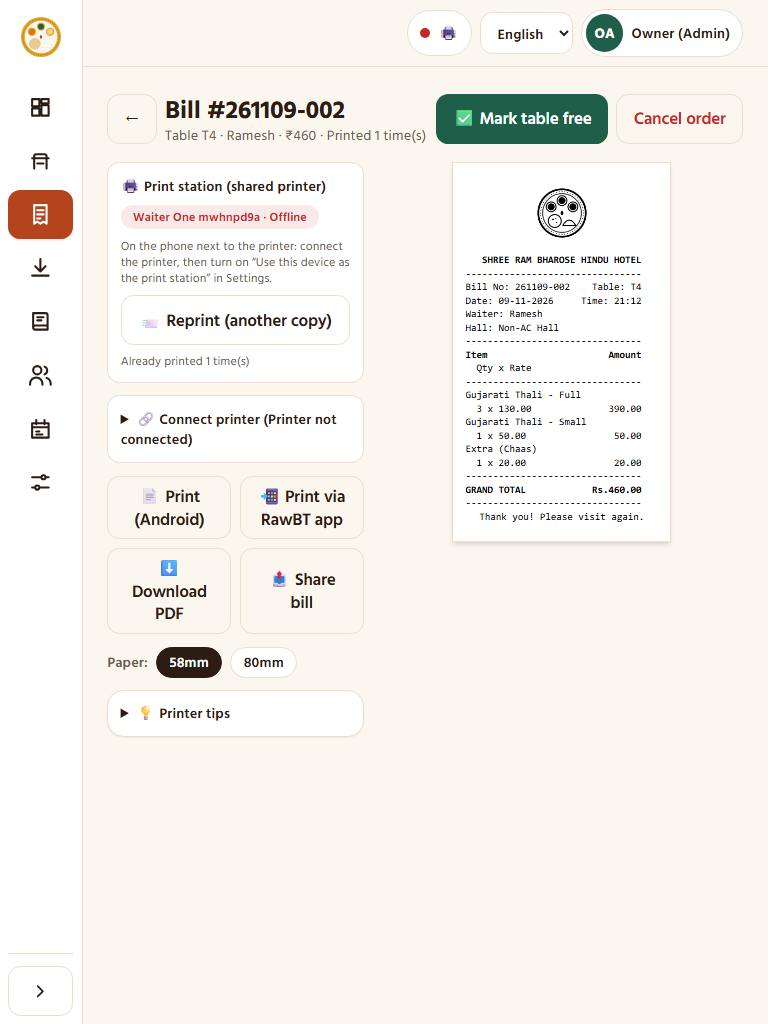 English
OA
Owner (Admin)
←
Bill #261109-002
Table T4 · Ramesh · ₹460 · Printed 1 time(s)
✅ Mark table free
Cancel order
🖨️ Print station (shared printer)
Waiter One mwhnpd9a · Offline
On the phone next to the printer: connect
the printer, then turn on "Use this device as
the print station" in Settings.
📨 Reprint (another copy)
Already printed 1 time(s)
▶ 🔗 Connect printer (Printer not
connected)
📄 Print
(Android)
📲 Print via
RawBT app
⬇️
Download
PDF
📤 Share
bill
Paper:
58mm
80mm
▶ 💡 Printer tips
SHREE RAM BHAROSE HINDU HOTEL
--------------------------------
Bill No: 261109-002 Table: T4
Date: 09-11-2026 Time: 21:12
Waiter: Ramesh
Hall: Non-AC Hall
--------------------------------
Item Amount
Qty x Rate
--------------------------------
Gujarati Thali - Full
3 x 130.00 390.00
Gujarati Thali - Small
1 x 50.00 50.00
Extra (Chaas)
1 x 20.00 20.00
--------------------------------
GRAND TOTAL Rs.460.00
--------------------------------
Thank you! Please visit again.